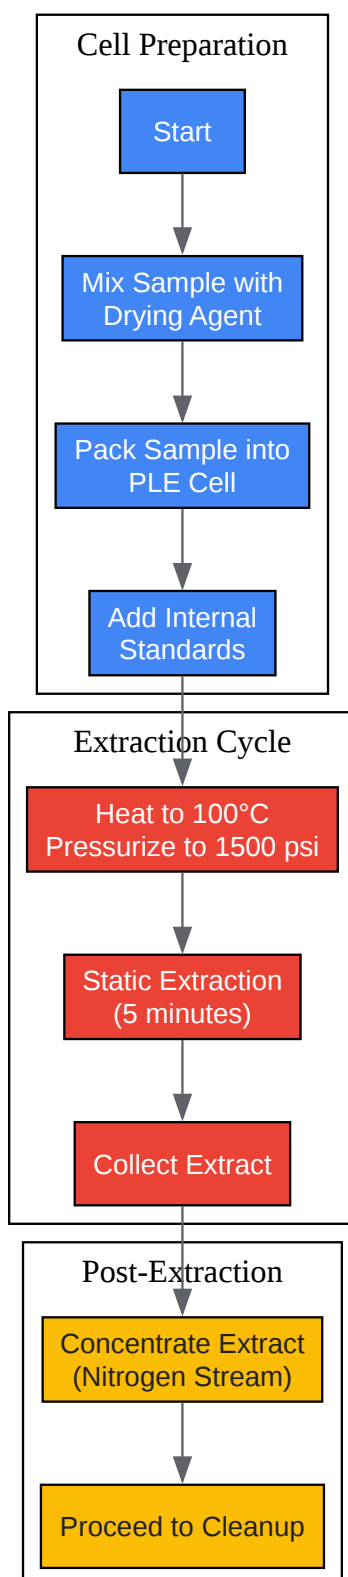 Cell Preparation
Start
Mix Sample with
Drying Agent
Pack Sample into
PLE Cell
Add Internal
Standards
Extraction Cycle
Heat to 100°C
Pressurize to 1500 psi
Static Extraction
(5 minutes)
Collect Extract
Post-Extraction
Concentrate Extract
(Nitrogen Stream)
Proceed to Cleanup